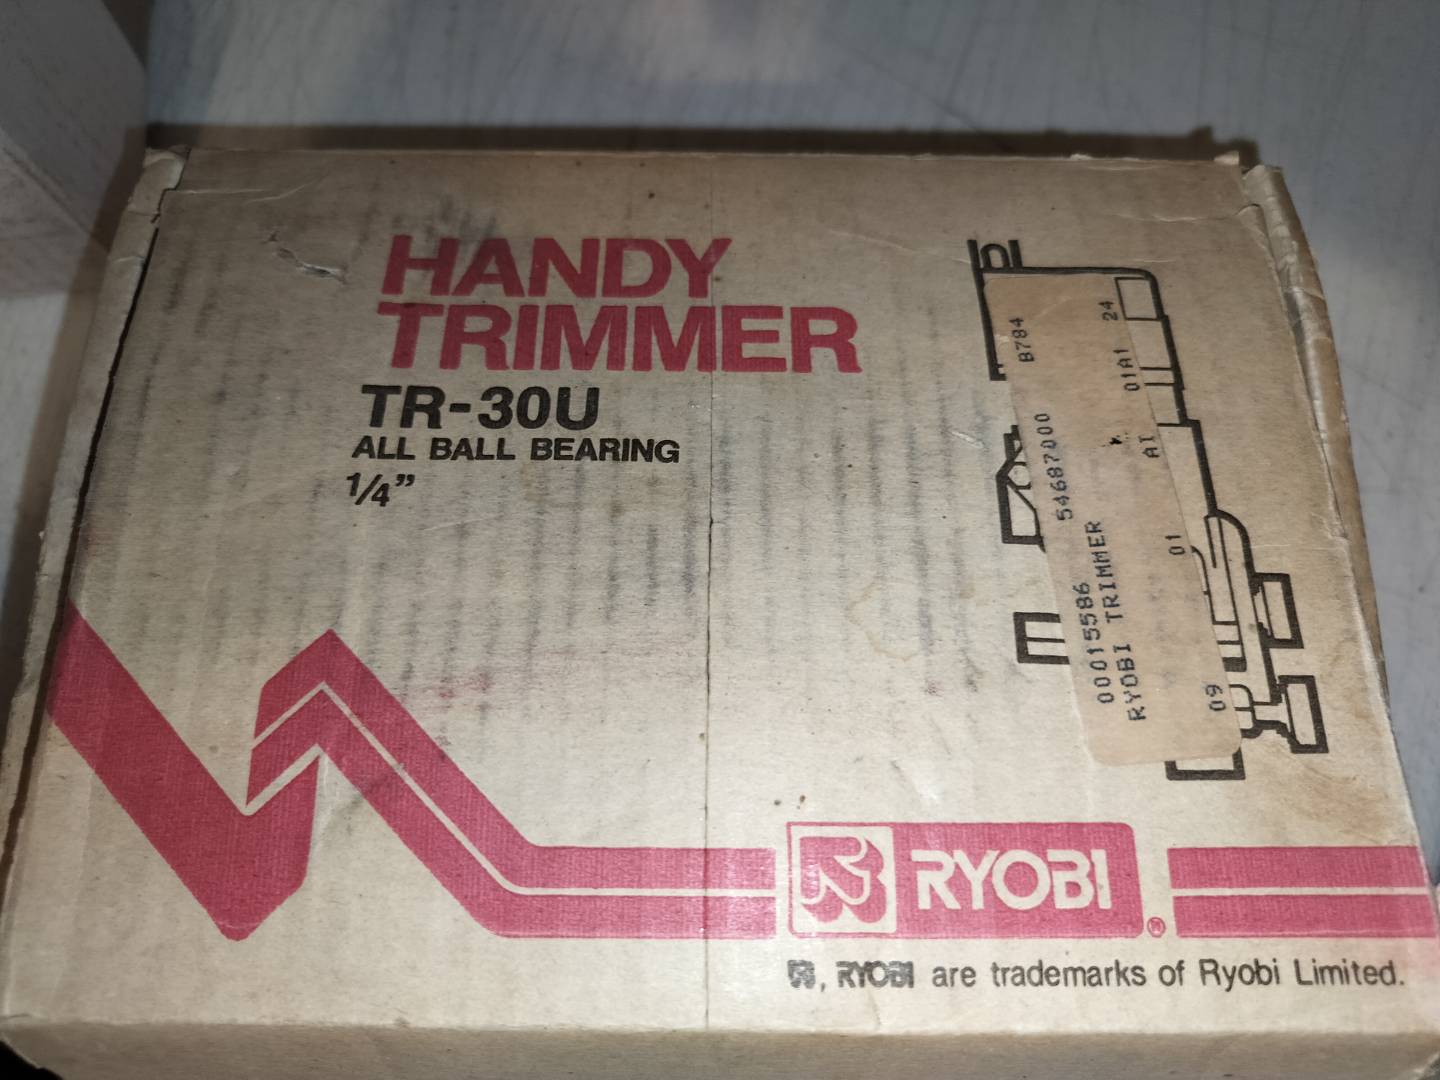 HANDY
TRIMMER
TR-30U
ALL BALL BEARING
1/4”
B784
54687000
00015586
RYOBI TRIMMER
24
01A1
AI
01
09
RYOBI®
, RYOBI are trademarks of Ryobi Limited.